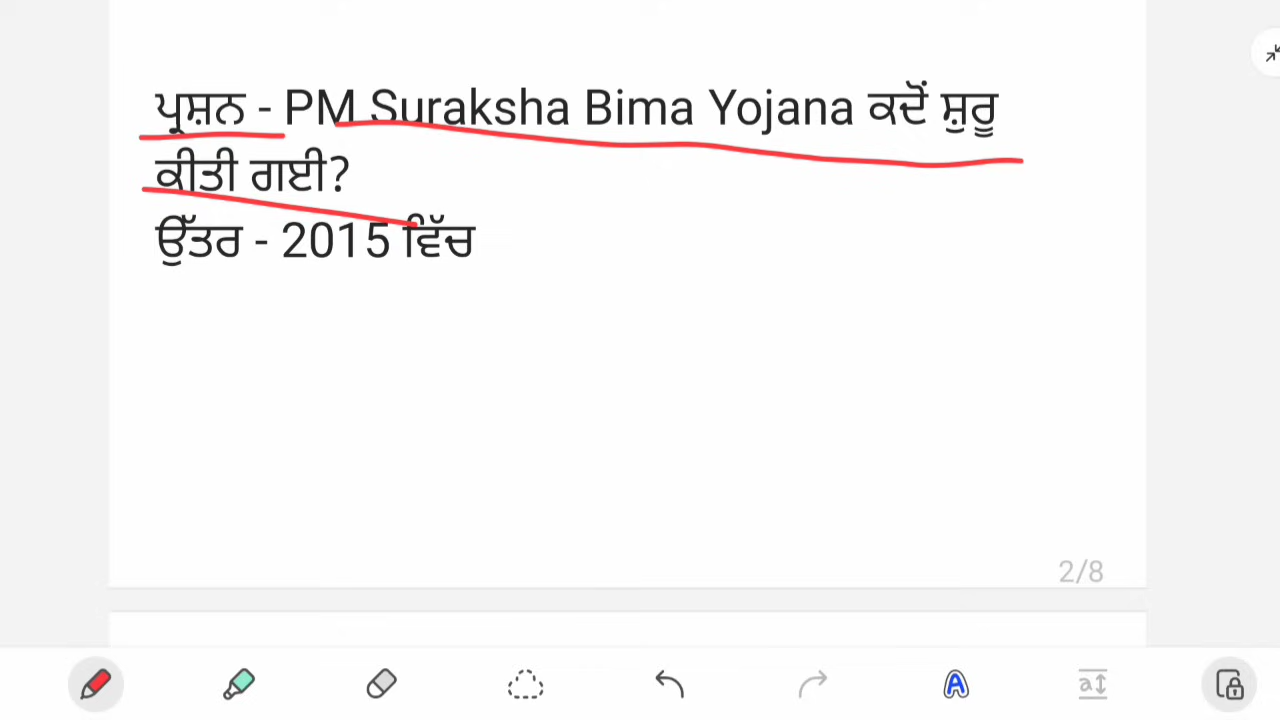 ਪ੍ਰਸ਼ਨ - PM Suraksha Bima Yojana ਕਦੋਂ ਸ਼ੁਰੂ
ਕੀਤੀ ਗਈ?
ਉੱਤਰ - 2015 ਵਿੱਚ
2/8
A
a